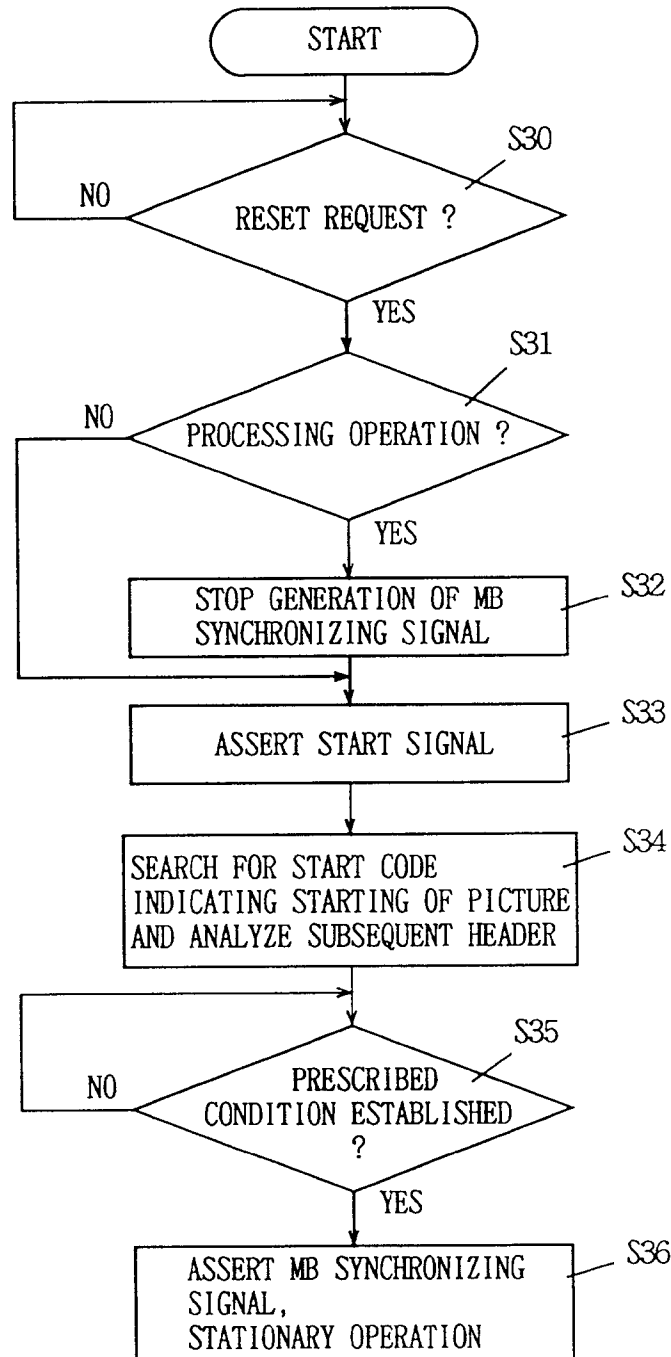 START
S30
NO
RESET REQUEST ?
YES
S31
NO
PROCESSING OPERATION ?
YES
S32
STOP GENERATION OF MB
SYNCHRONIZING SIGNAL
S33
ASSERT START SIGNAL
S34
SEARCH FOR START CODE
INDICATING STARTING OF PICTURE
AND ANALYZE SUBSEQUENT HEADER
S35
NO
PRESCRIBED
CONDITION ESTABLISHED
?
YES
S36
ASSERT MB SYNCHRONIZING
SIGNAL,
STATIONARY OPERATION